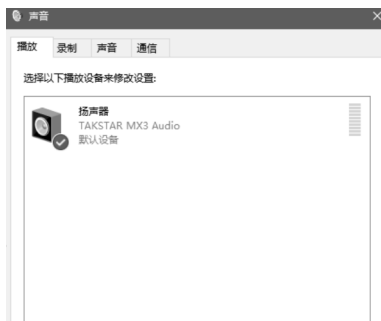 声音
播放 录制 声音 通信
选择以下播放设备来修改设置:
扬声器
TAKSTAR MX3 Audio
默认设备